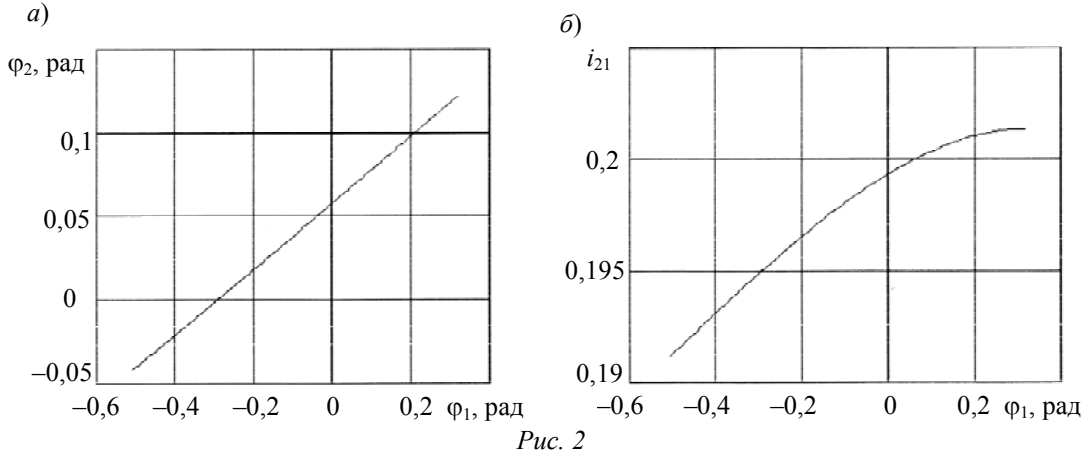 а)
φ₂, рад
0,1
0,05
0
–0,05
–0,6
–0,4
–0,2
0
0,2
φ₁, рад
б)
i₂₁
0,2
0,195
0,19
–0,6
–0,4
–0,2
0
0,2
φ₁, рад
Рис. 2